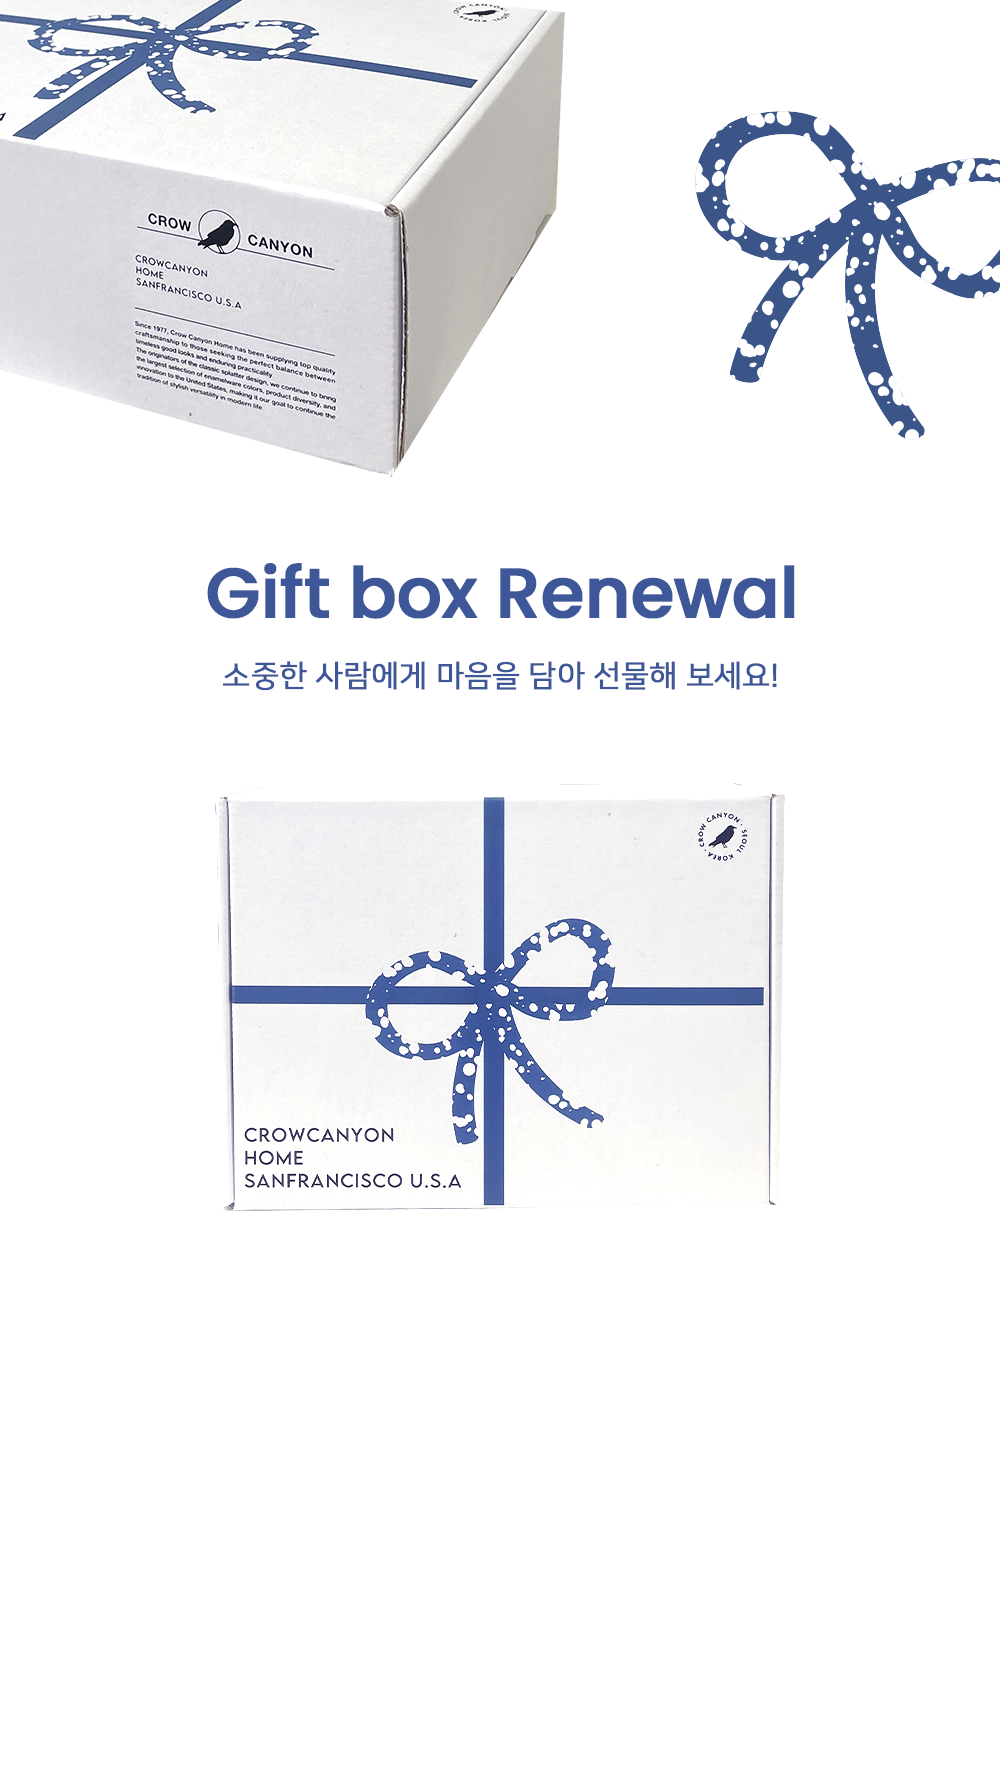 CROW CANYON
CROWCANYON
HOME
SANFRANCISCO U.S.A
Since 1977, Crow Canyon Home has been supplying top quality
craftsmanship to those seeking the perfect balance between
timeless good looks and enduring practicality.
The originators of the classic splatter design, we continue to bring
the largest selection of enamelware colors, product diversity, and
innovation to the United States, making it our goal to continue the
tradition of stylish versatility in modern life
Gift box Renewal
소중한 사람에게 마음을 담아 선물해 보세요!
CROW CANYON · SEOUL KOREA ·
CROWCANYON
HOME
SANFRANCISCO U.S.A